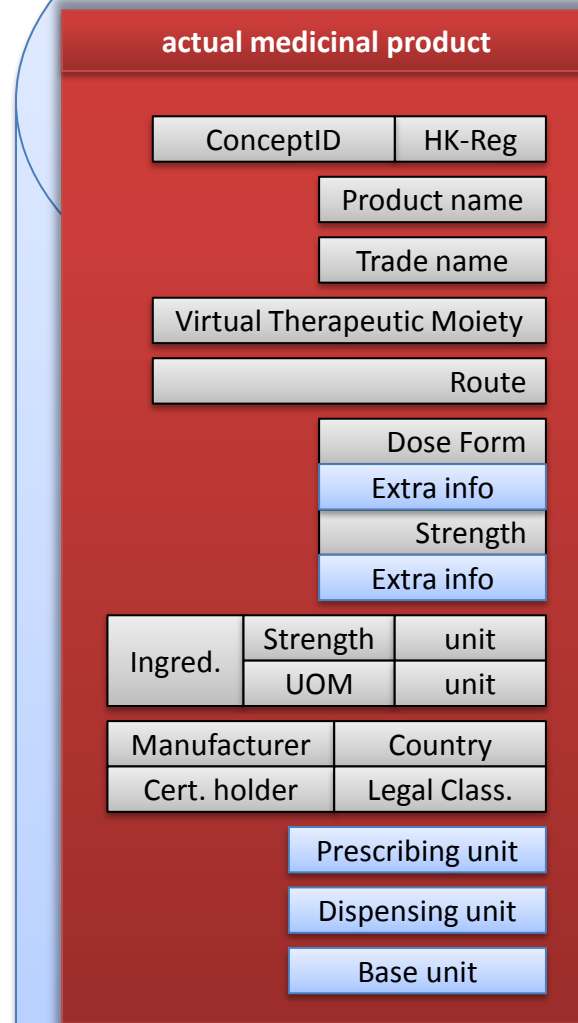 actual medicinal product
ConceptID HK-Reg
Product name
Trade name
Virtual Therapeutic Moiety
Route
Dose Form
Extra info
Strength
Extra info
Ingred. Strength unit
UOM unit
Manufacturer Country
Cert. holder Legal Class.
Prescribing unit
Dispensing unit
Base unit